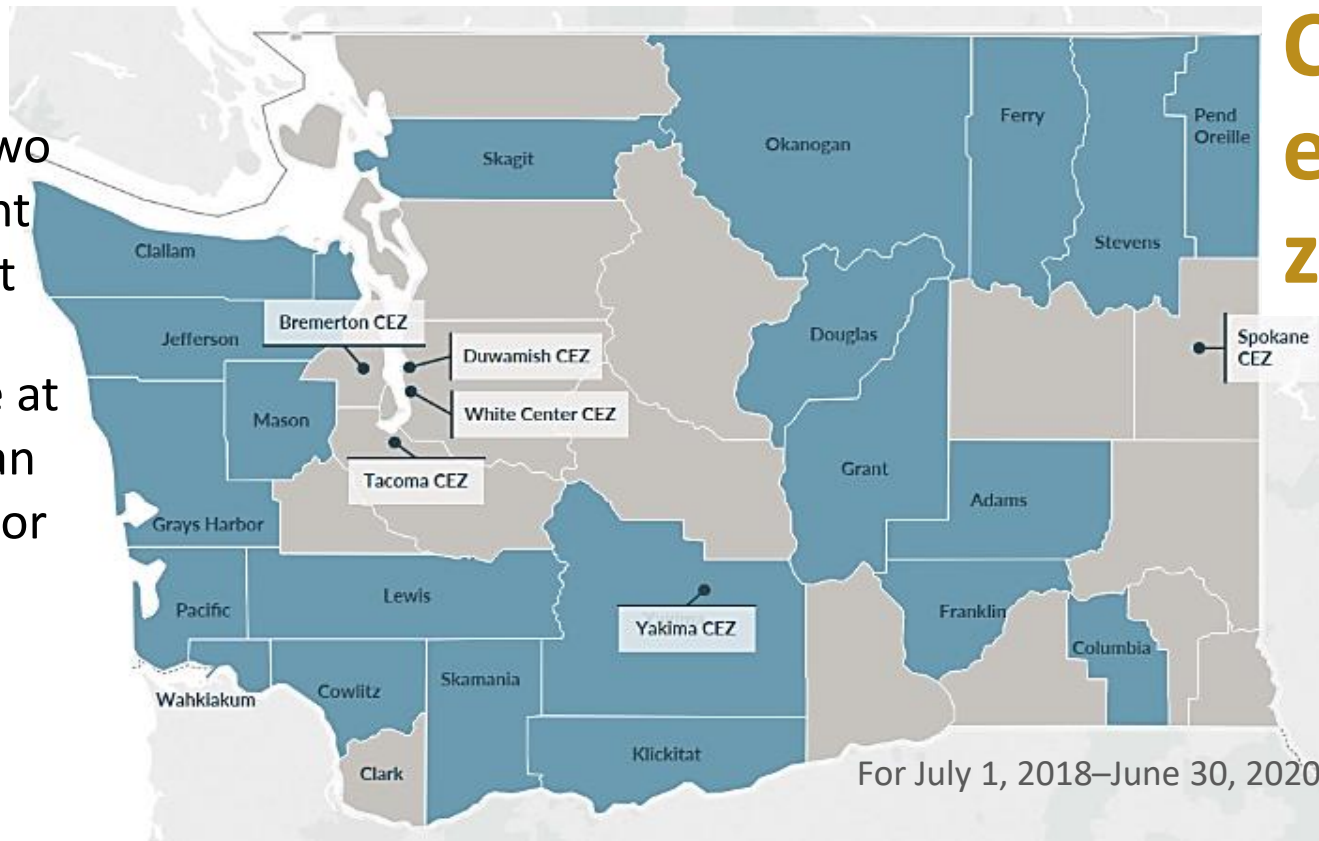 wo
nt
t
e at
an
or
C
e
z
Okanogan
Ferry
Pend
Oreille
Skagit
Stevens
Clallam
Jefferson
Bremerton CEZ
Duwamish CEZ
White Center CEZ
Tacoma CEZ
Douglas
Spokane
CEZ
Mason
Grant
Adams
Grays Harbor
Lewis
Pacific
Yakima CEZ
Franklin
Columbia
Wahkiakum
Cowlitz
Skamania
Klickitat
Clark
For July 1, 2018–June 30, 2020